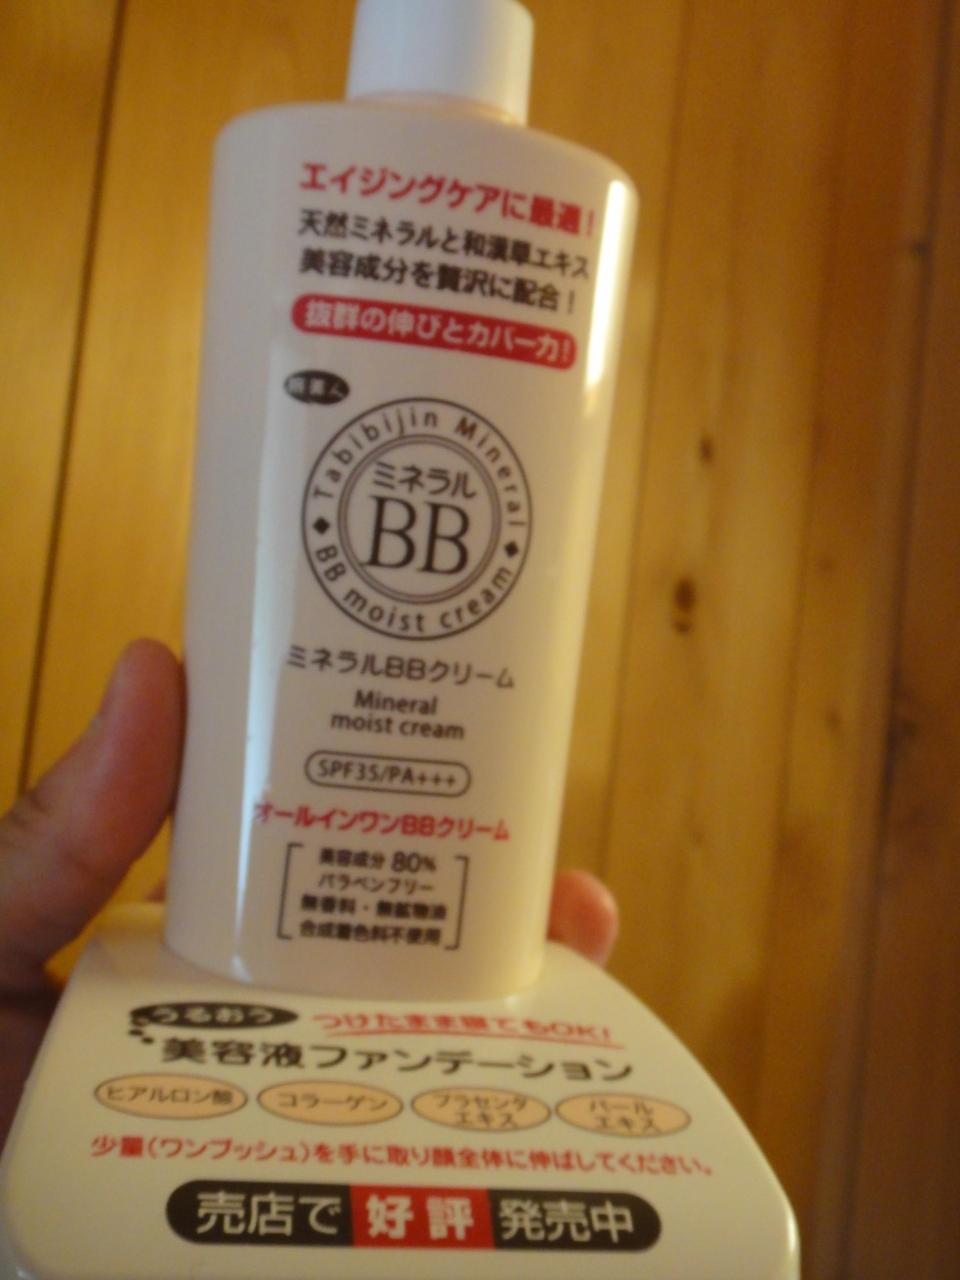 エイジングケアに最適！
天然ミネラルと和漢草エキス
美容成分を贅沢に配合！
抜群の伸びとカバー力！
旅美人
Tabibijin Mineral
ミネラル
BB
BB moist cream
ミネラルBBクリーム
Mineral
moist cream
SPF35/PA+++
オールインワンBBクリーム
美容成分 80%
パラベンフリー
無香料・無鉱物油
合成着色料不使用
うるおう つけたまま寝てもOK!
美容液ファンデーション
ヒアルロン酸 コラーゲン プラセンタエキス パールエキス
少量(ワンプッシュ)を手に取り顔全体に伸ばしてください。
売店で好評発売中